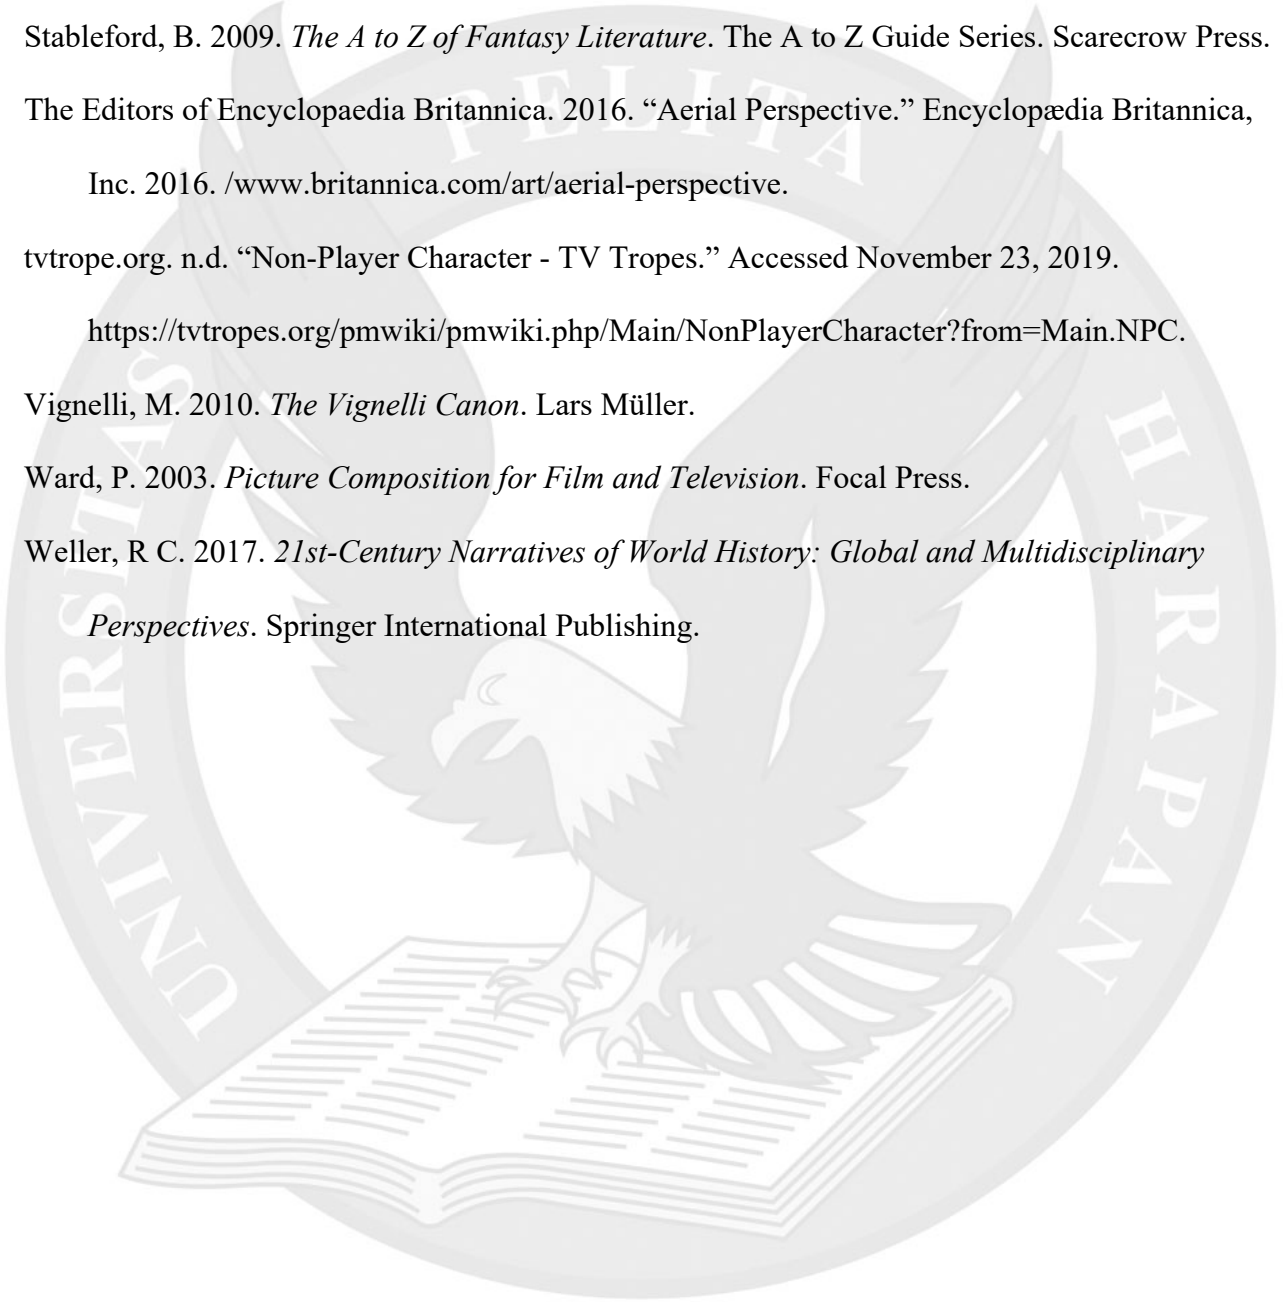 Stableford, B. 2009. The A to Z of Fantasy Literature. The A to Z Guide Series. Scarecrow Press.
The Editors of Encyclopaedia Britannica. 2016. “Aerial Perspective.” Encyclopædia Britannica,
Inc. 2016. /www.britannica.com/art/aerial-perspective.
tvtrope.org. n.d. “Non-Player Character - TV Tropes.” Accessed November 23, 2019.
https://tvtropes.org/pmwiki/pmwiki.php/Main/NonPlayerCharacter?from=Main.NPC.
Vignelli, M. 2010. The Vignelli Canon. Lars Müller.
Ward, P. 2003. Picture Composition for Film and Television. Focal Press.
Weller, R C. 2017. 21st-Century Narratives of World History: Global and Multidisciplinary
Perspectives. Springer International Publishing.
UNIVERSITAS PELITA HARAPAN